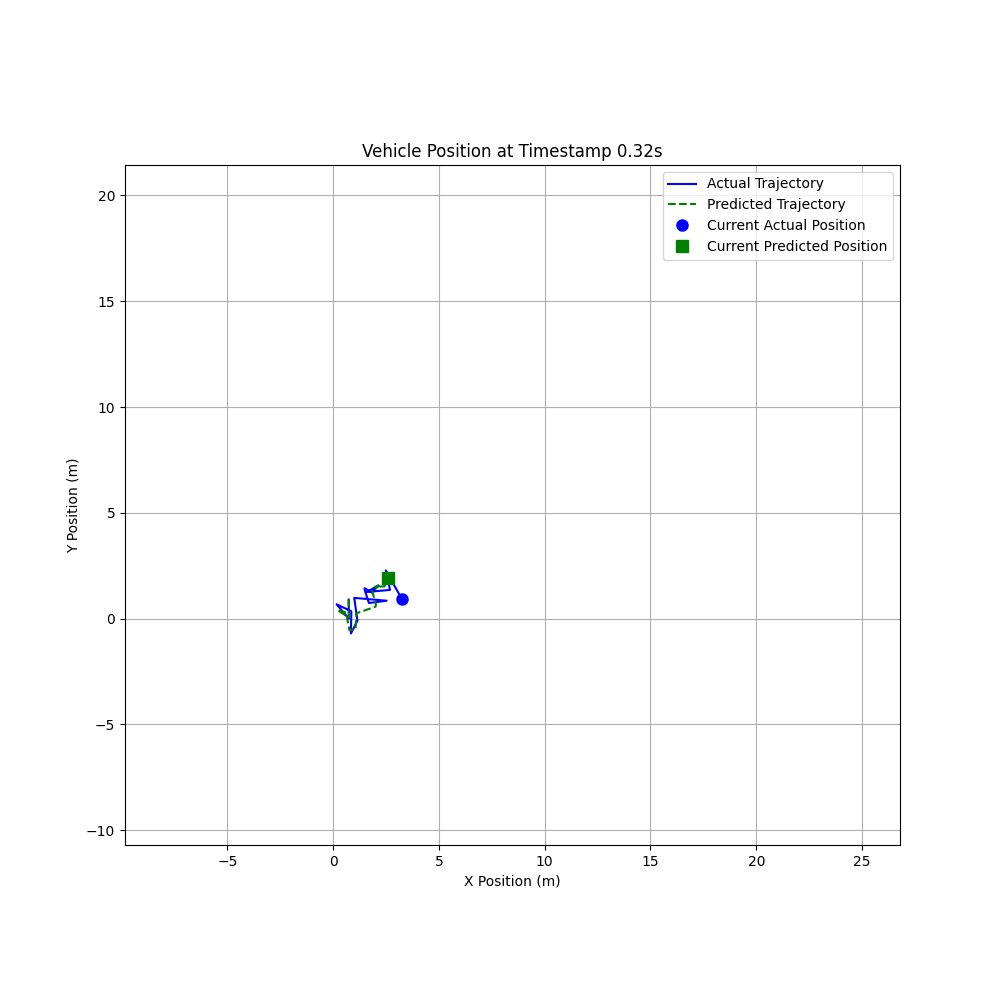 Vehicle Position at Timestamp 0.32s
Actual Trajectory
Predicted Trajectory
Current Actual Position
Current Predicted Position
20
15
10
5
0
−5
−10
Y Position (m)
−5 0 5 10 15 20 25
X Position (m)